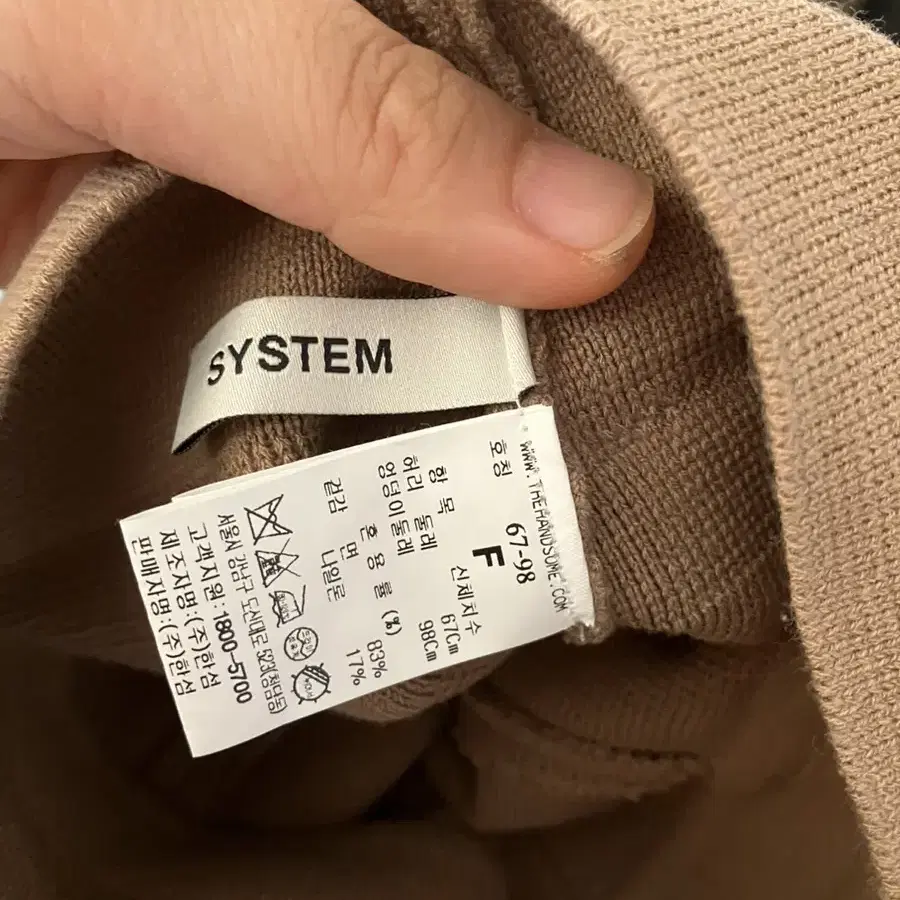 SYSTEM
WWW.THEHANDSOME.COM
호칭 67-98
F
항 목 신체치수
허리 둘레 67Cm
엉덩이 둘레 98Cm
혼 용 률 (%)
겉감 면 83%
나일론 17%
서울시 강남구 도산대로 523(청담동)
고객지원:1800-5700
제조자명:(주)한섬
판매자명:(주)한섬